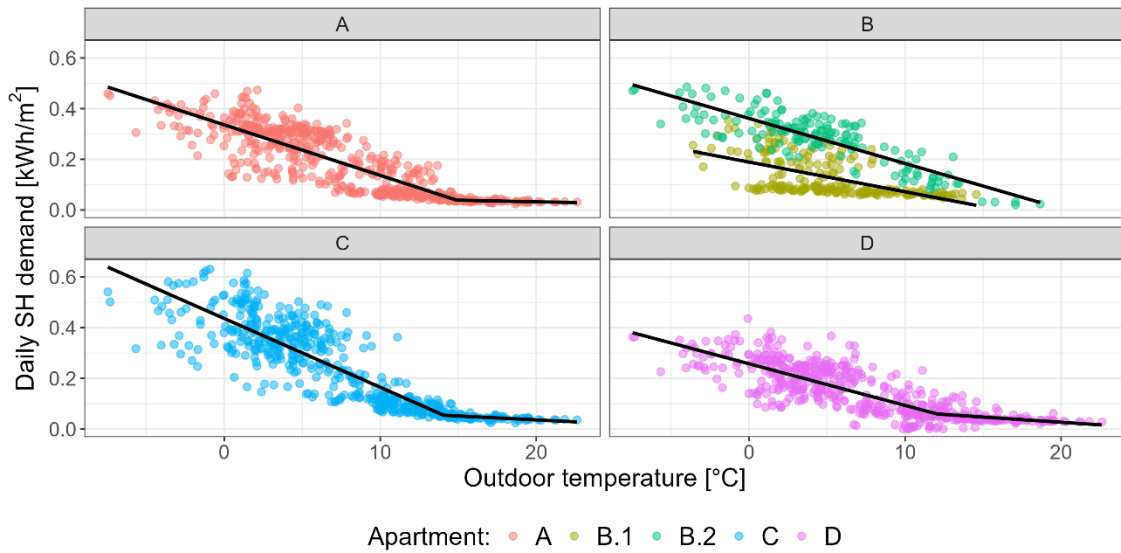 A
B
0.6
0.4
0.2
0.0
C
D
0.6
0.4
0.2
0.0
Daily SH demand [kWh/m²]
0
10
20
0
10
20
Outdoor temperature [°C]
Apartment: A B.1 B.2 C D